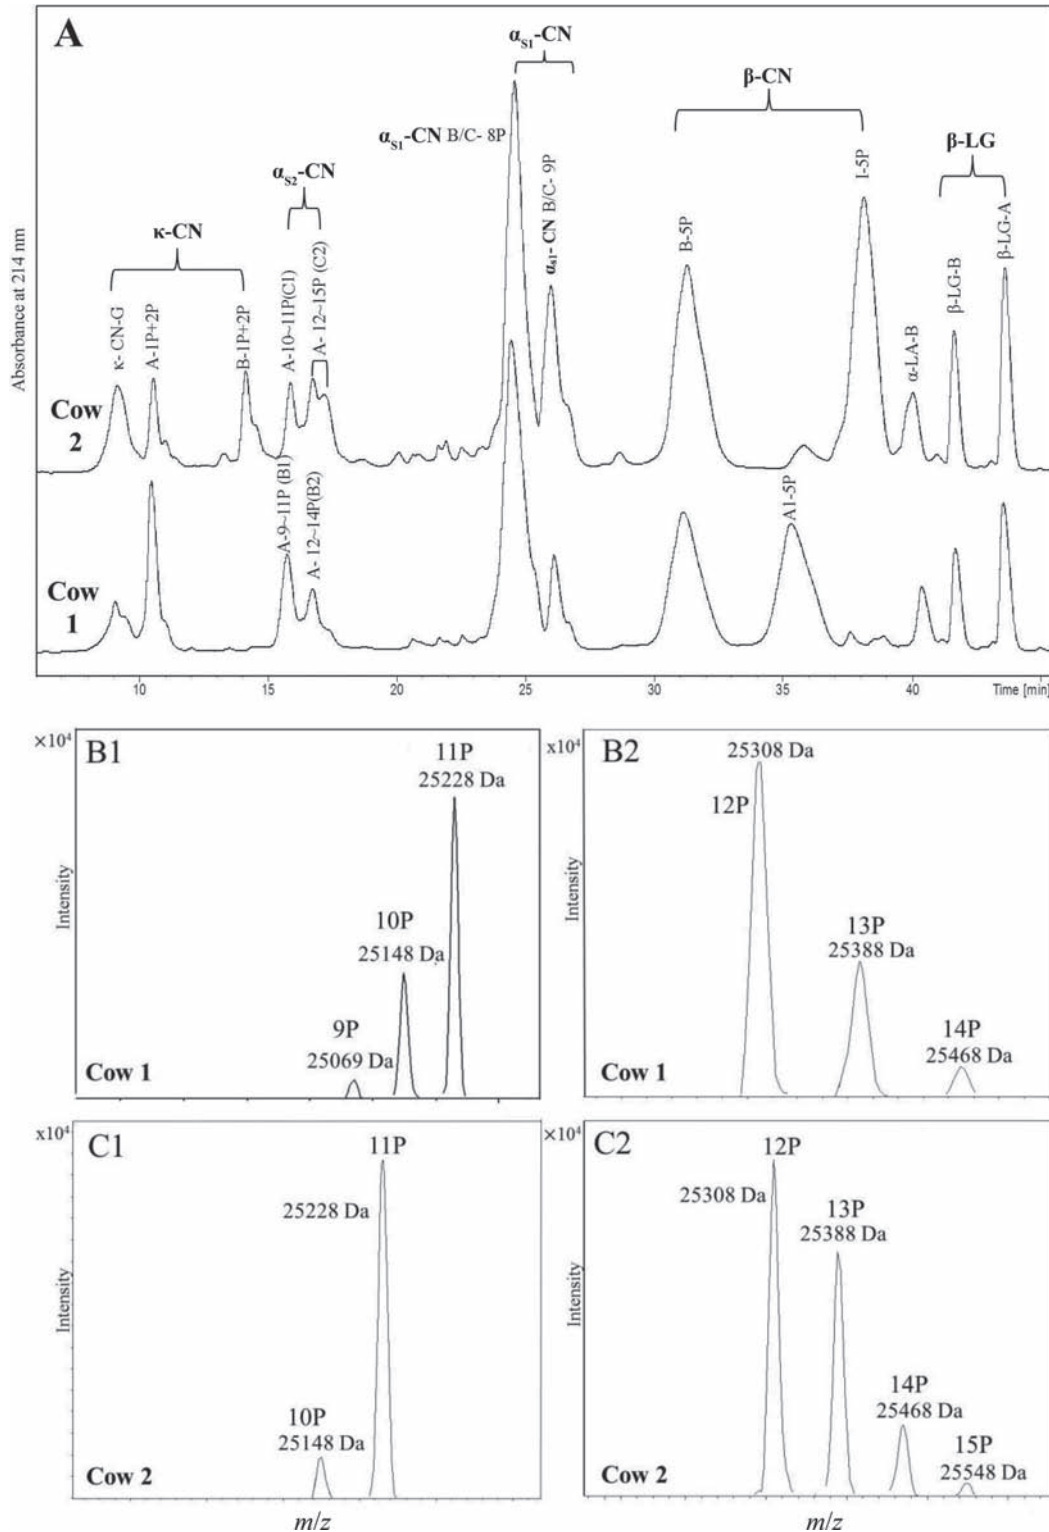 A
Absorbance at 214 nm
κ-CN
α_S2-CN
α_S1-CN
β-CN
β-LG
κ- CN-G
A-1P+2P
B-1P+2P
A-10~11P(C1)
A- 12~15P (C2)
α_S1-CN B/C- 8P
α_s1- CN B/C- 9P
B-5P
I-5P
α-LA-B
β-LG-B
β-LG-A
Cow
2
A-9~11P (B1)
A- 12~14P(B2)
A1-5P
Cow
1
10 15 20 25 30 35 40 Time [min]
B1
×10⁴
Intensity
11P
25228 Da
10P
25148 Da
9P
25069 Da
Cow 1
B2
x10⁴
Intensity
25308 Da
12P
13P
25388 Da
14P
25468 Da
Cow 1
C1
x10⁴
Intensity
11P
25228 Da
10P
25148 Da
Cow 2
m/z
C2
×10⁴
Intensity
12P
25308 Da
13P
25388 Da
14P
25468 Da
15P
25548 Da
Cow 2
m/z